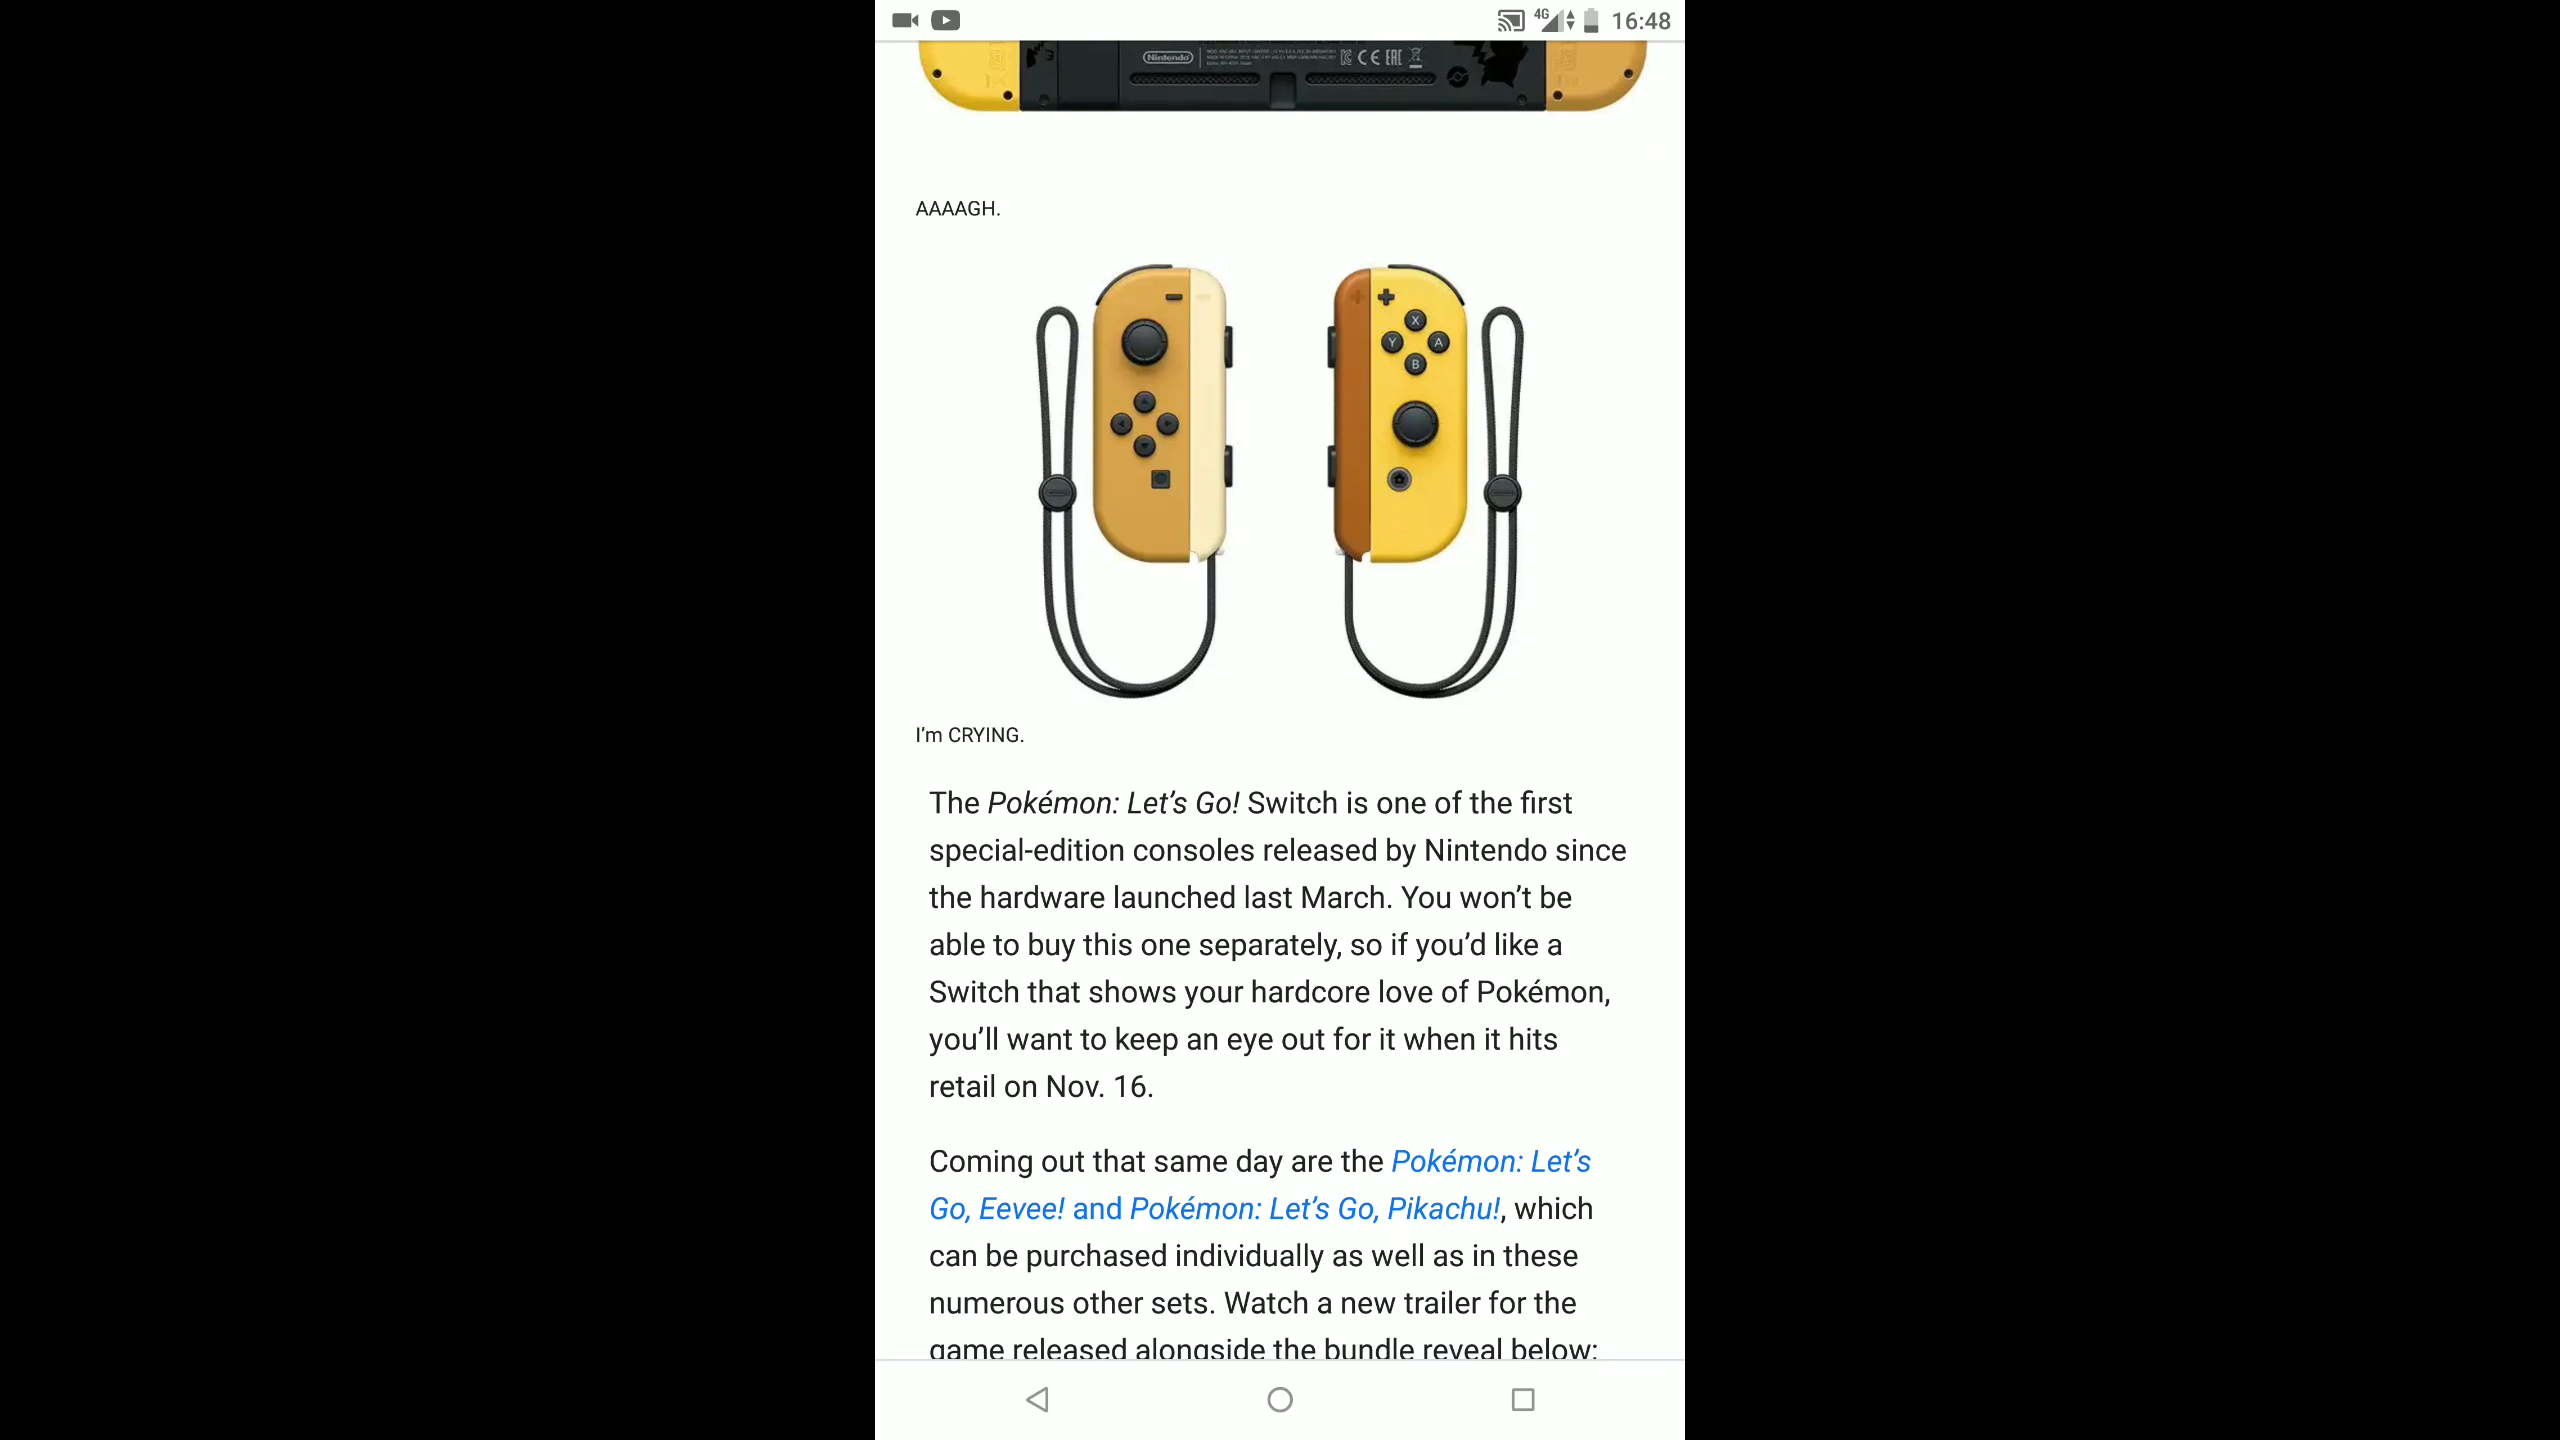 4G 16:48
Nintendo
AAAAGH.
X
Y A
B
I’m CRYING.
The Pokémon: Let’s Go! Switch is one of the first
special-edition consoles released by Nintendo since
the hardware launched last March. You won’t be
able to buy this one separately, so if you’d like a
Switch that shows your hardcore love of Pokémon,
you’ll want to keep an eye out for it when it hits
retail on Nov. 16.
Coming out that same day are the Pokémon: Let’s
Go, Eevee! and Pokémon: Let’s Go, Pikachu!, which
can be purchased individually as well as in these
numerous other sets. Watch a new trailer for the
game released alongside the bundle reveal below: